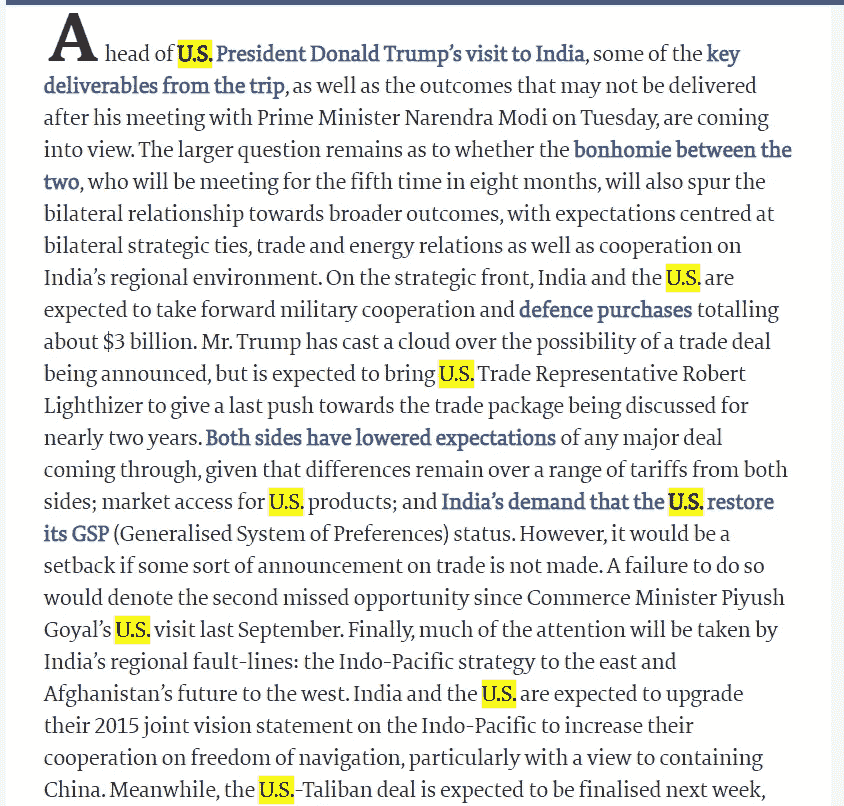 Ahead of U.S. President Donald Trump’s visit to India, some of the key
deliverables from the trip, as well as the outcomes that may not be delivered
after his meeting with Prime Minister Narendra Modi on Tuesday, are coming
into view. The larger question remains as to whether the bonhomie between the
two, who will be meeting for the fifth time in eight months, will also spur the
bilateral relationship towards broader outcomes, with expectations centred at
bilateral strategic ties, trade and energy relations as well as cooperation on
India’s regional environment. On the strategic front, India and the U.S. are
expected to take forward military cooperation and defence purchases totalling
about $3 billion. Mr. Trump has cast a cloud over the possibility of a trade deal
being announced, but is expected to bring U.S. Trade Representative Robert
Lighthizer to give a last push towards the trade package being discussed for
nearly two years. Both sides have lowered expectations of any major deal
coming through, given that differences remain over a range of tariffs from both
sides; market access for U.S. products; and India’s demand that the U.S. restore
its GSP (Generalised System of Preferences) status. However, it would be a
setback if some sort of announcement on trade is not made. A failure to do so
would denote the second missed opportunity since Commerce Minister Piyush
Goyal’s U.S. visit last September. Finally, much of the attention will be taken by
India’s regional fault-lines: the Indo-Pacific strategy to the east and
Afghanistan’s future to the west. India and the U.S. are expected to upgrade
their 2015 joint vision statement on the Indo-Pacific to increase their
cooperation on freedom of navigation, particularly with a view to containing
China. Meanwhile, the U.S.-Taliban deal is expected to be finalised next week,